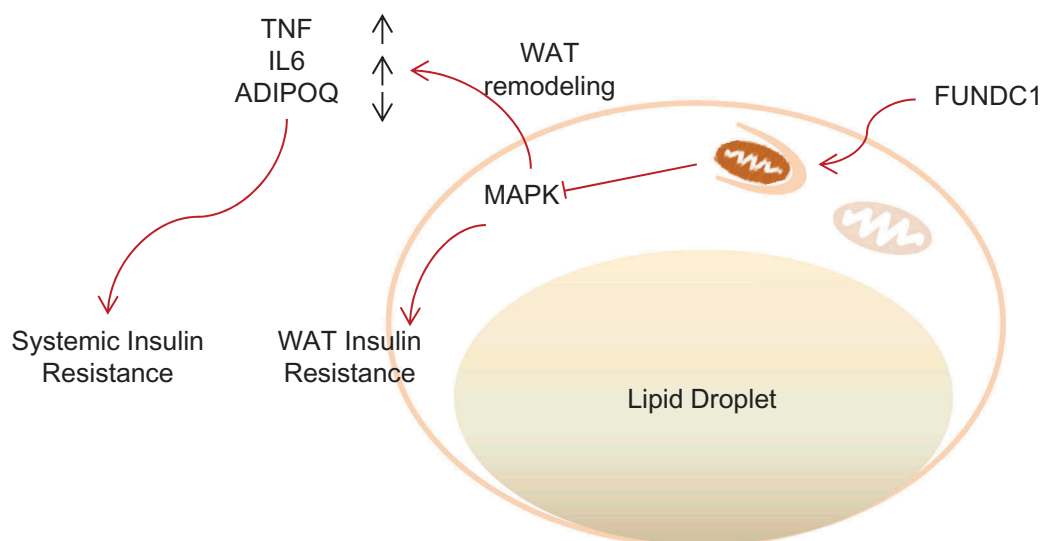 TNF
IL6
ADIPOQ
WAT
remodeling
FUNDC1
MAPK
Systemic Insulin
Resistance
WAT Insulin
Resistance
Lipid Droplet